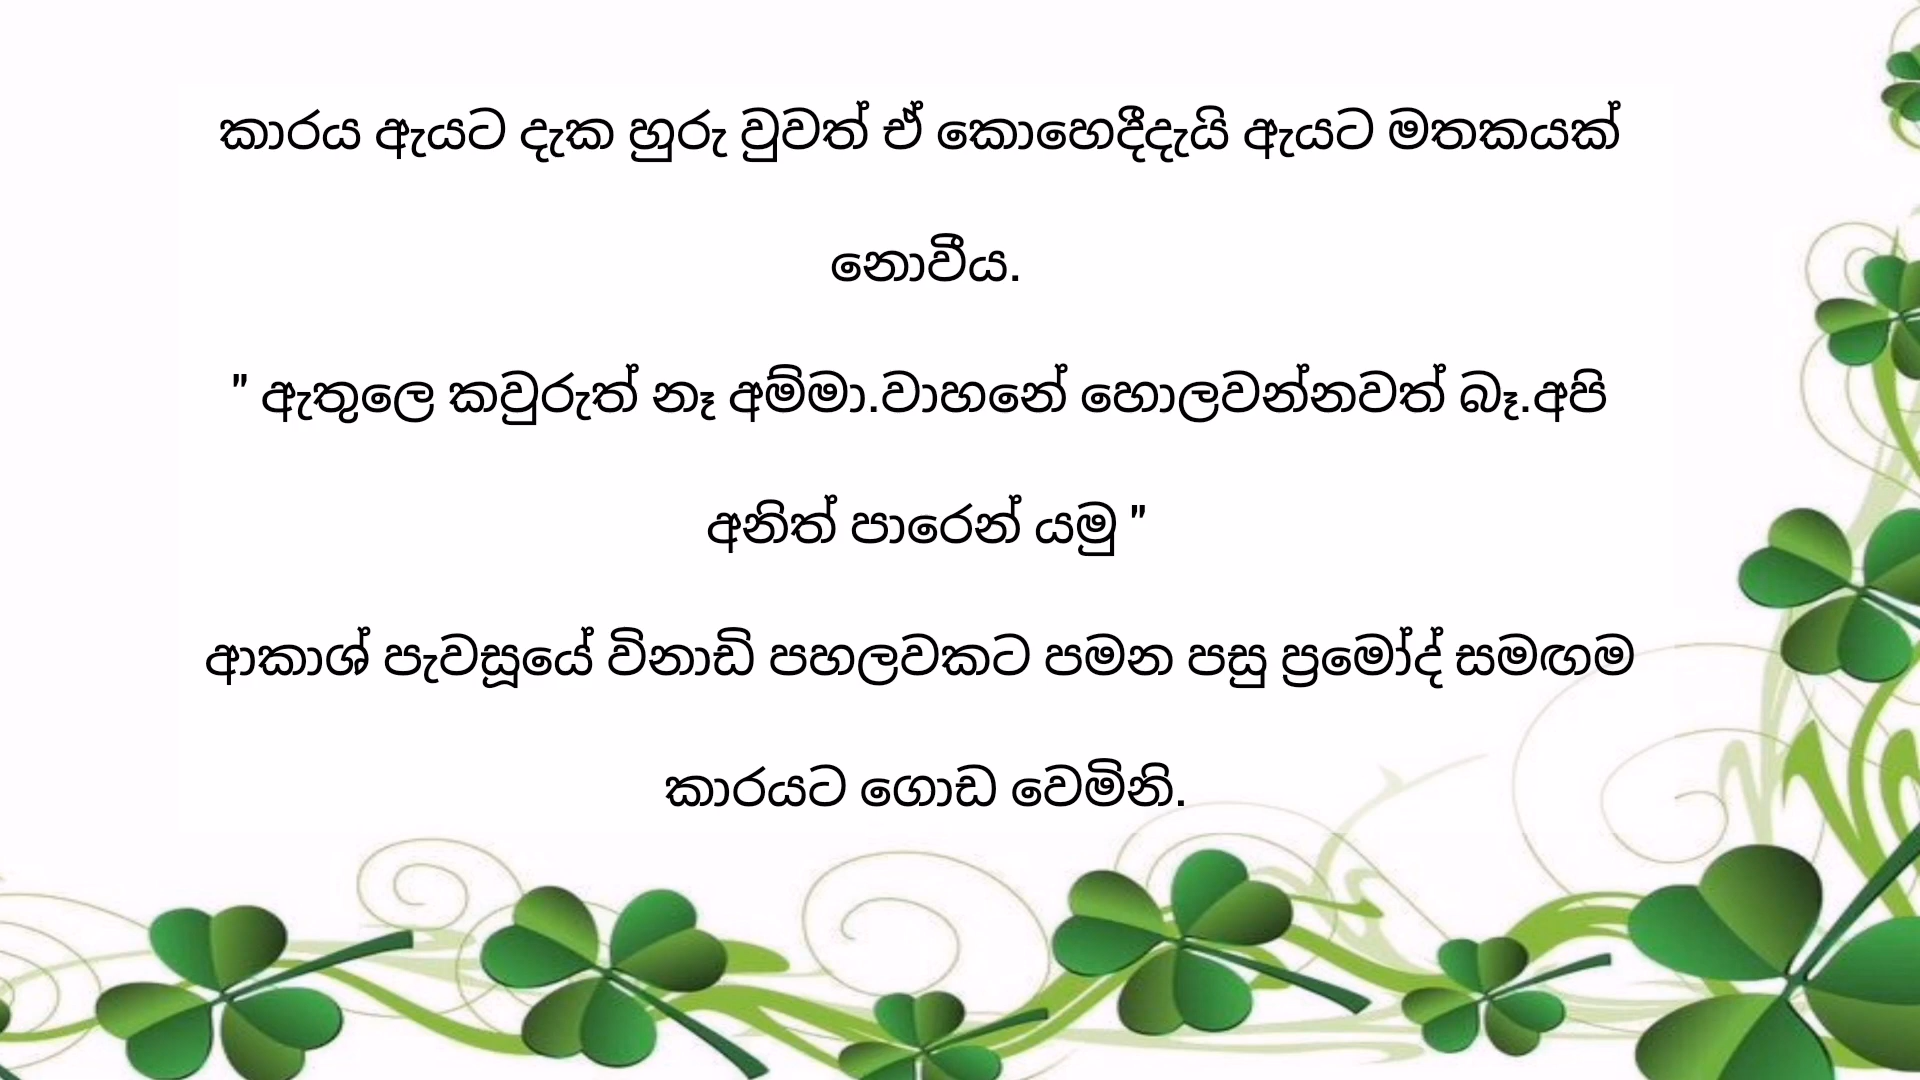 කාරය ඇයට දැක හුරු වුවත් ඒ කොහෙදීදැයි ඇයට මතකයක්
නොවීය.
" ඇතුලෙ කවුරුත් නෑ අම්මා.වාහනේ හොලවන්නවත් බෑ.අපි
අනිත් පාරෙන් යමු "
ආකාශ් පැවසූයේ විනාඩි පහලවකට පමන පසු ප්‍රමෝද් සමඟම
කාරයට ගොඩ වෙමිනි.